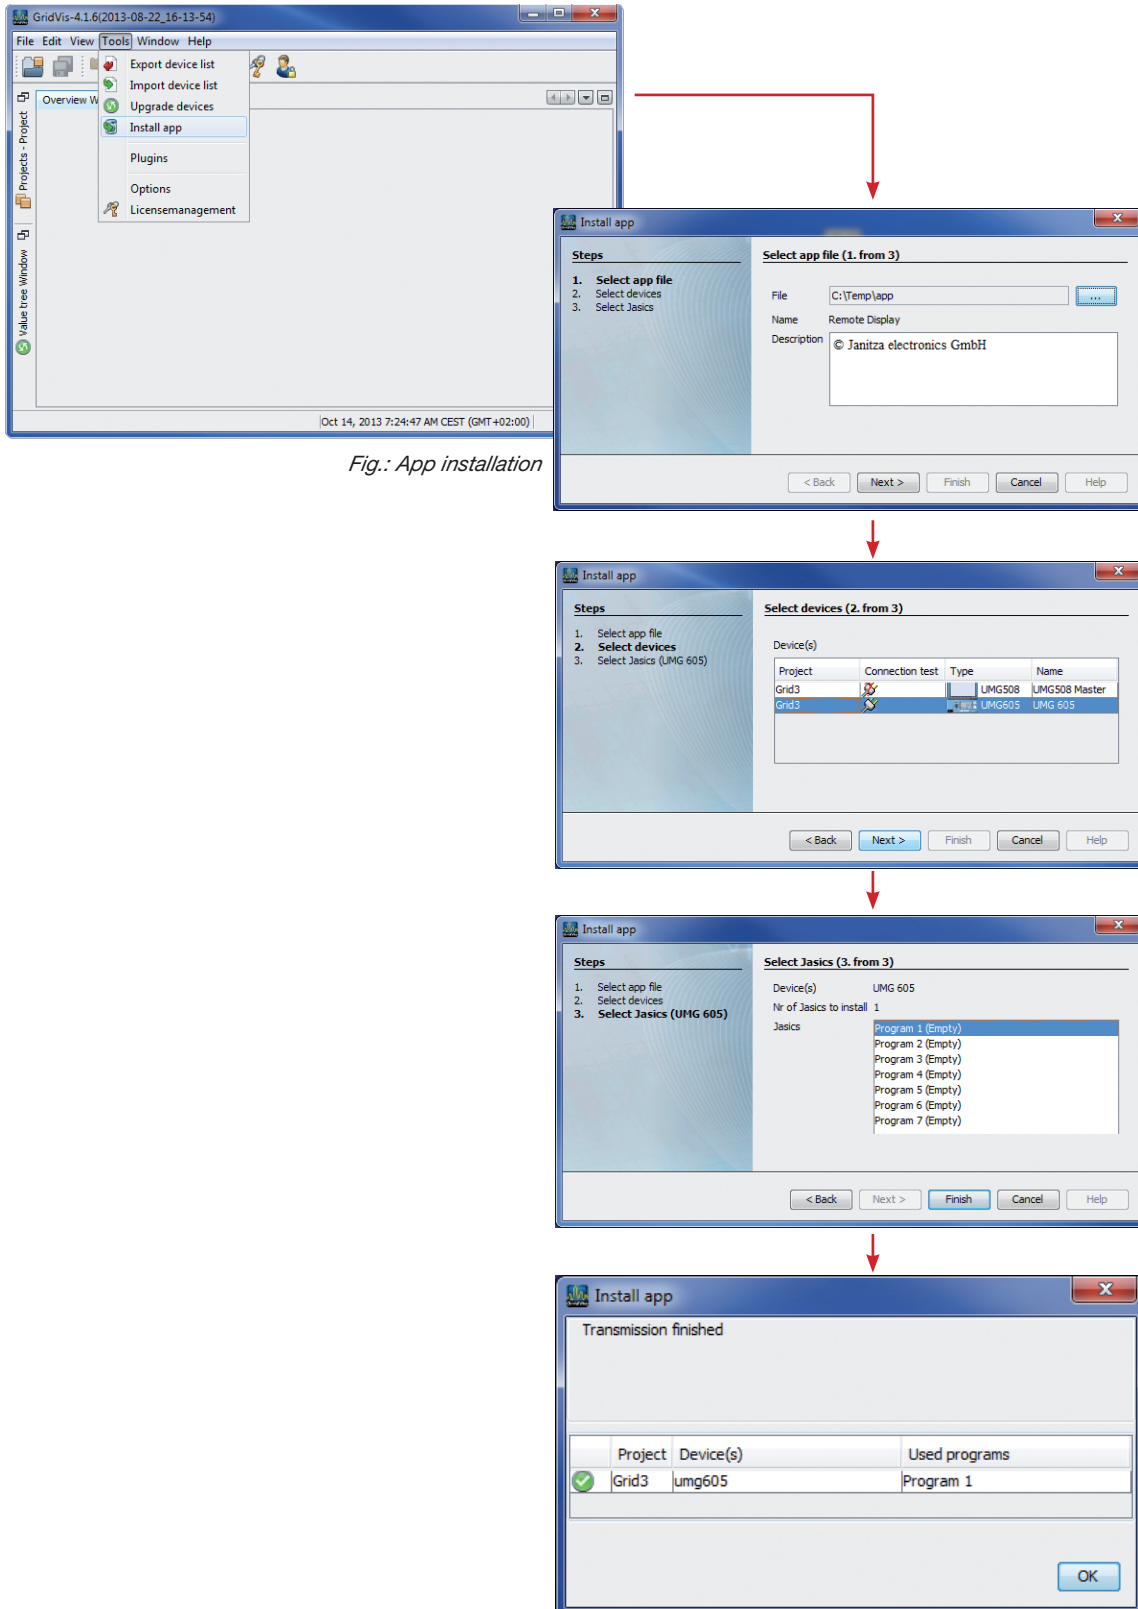 GridVis-4.1.6(2013-08-22_16-13-54)
File Edit View Tools Window Help
Export device list
Import device list
Upgrade devices
Install app
Plugins
Options
Licensemanagement
Overview W
Projects - Project
Value tree Window
Oct 14, 2013 7:24:47 AM CEST (GMT+02:00)
Fig.: App installation
Install app
Steps
1. Select app file
2. Select devices
3. Select Jasics
Select app file (1. from 3)
File C:\Temp\app ...
Name Remote Display
Description © Janitza electronics GmbH
< Back Next > Finish Cancel Help
Install app
Steps
1. Select app file
2. Select devices
3. Select Jasics (UMG 605)
Select devices (2. from 3)
Device(s)
Project Connection test Type Name
Grid3 UMG508 UMG508 Master
Grid3 UMG605 UMG 605
< Back Next > Finish Cancel Help
Install app
Steps
1. Select app file
2. Select devices
3. Select Jasics (UMG 605)
Select Jasics (3. from 3)
Device(s) UMG 605
Nr of Jasics to install 1
Jasics
Program 1 (Empty)
Program 2 (Empty)
Program 3 (Empty)
Program 4 (Empty)
Program 5 (Empty)
Program 6 (Empty)
Program 7 (Empty)
< Back Next > Finish Cancel Help
Install app
Transmission finished
Project Device(s) Used programs
Grid3 umg605 Program 1
OK